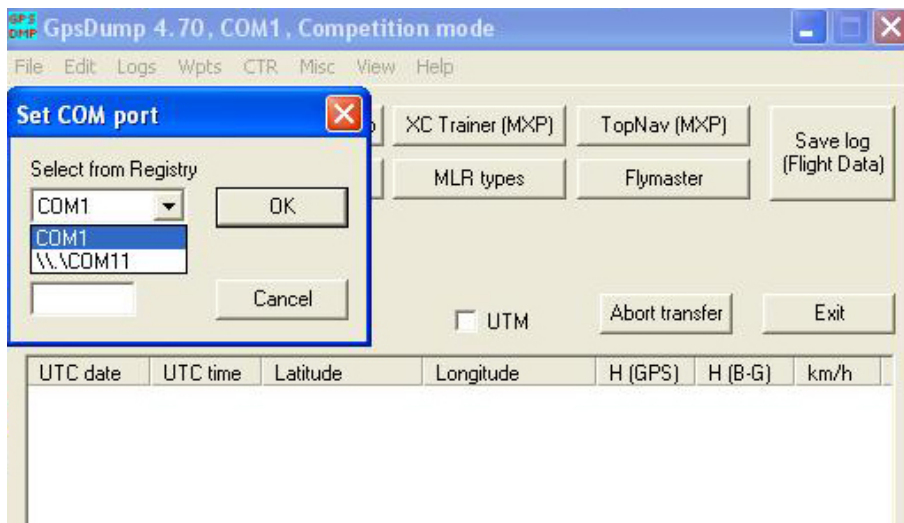 GPS DMP GpsDump 4.70, COM1, Competition mode
File Edit Logs Wpts CTR Misc View Help
Set COM port
Select from Registry
COM1
OK
COM1
\\.\COM11
Cancel
XC Trainer (MXP)
TopNav (MXP)
Save log
(Flight Data)
MLR types
Flymaster
UTM
Abort transfer
Exit
UTC date UTC time Latitude Longitude H (GPS) H (B-G) km/h